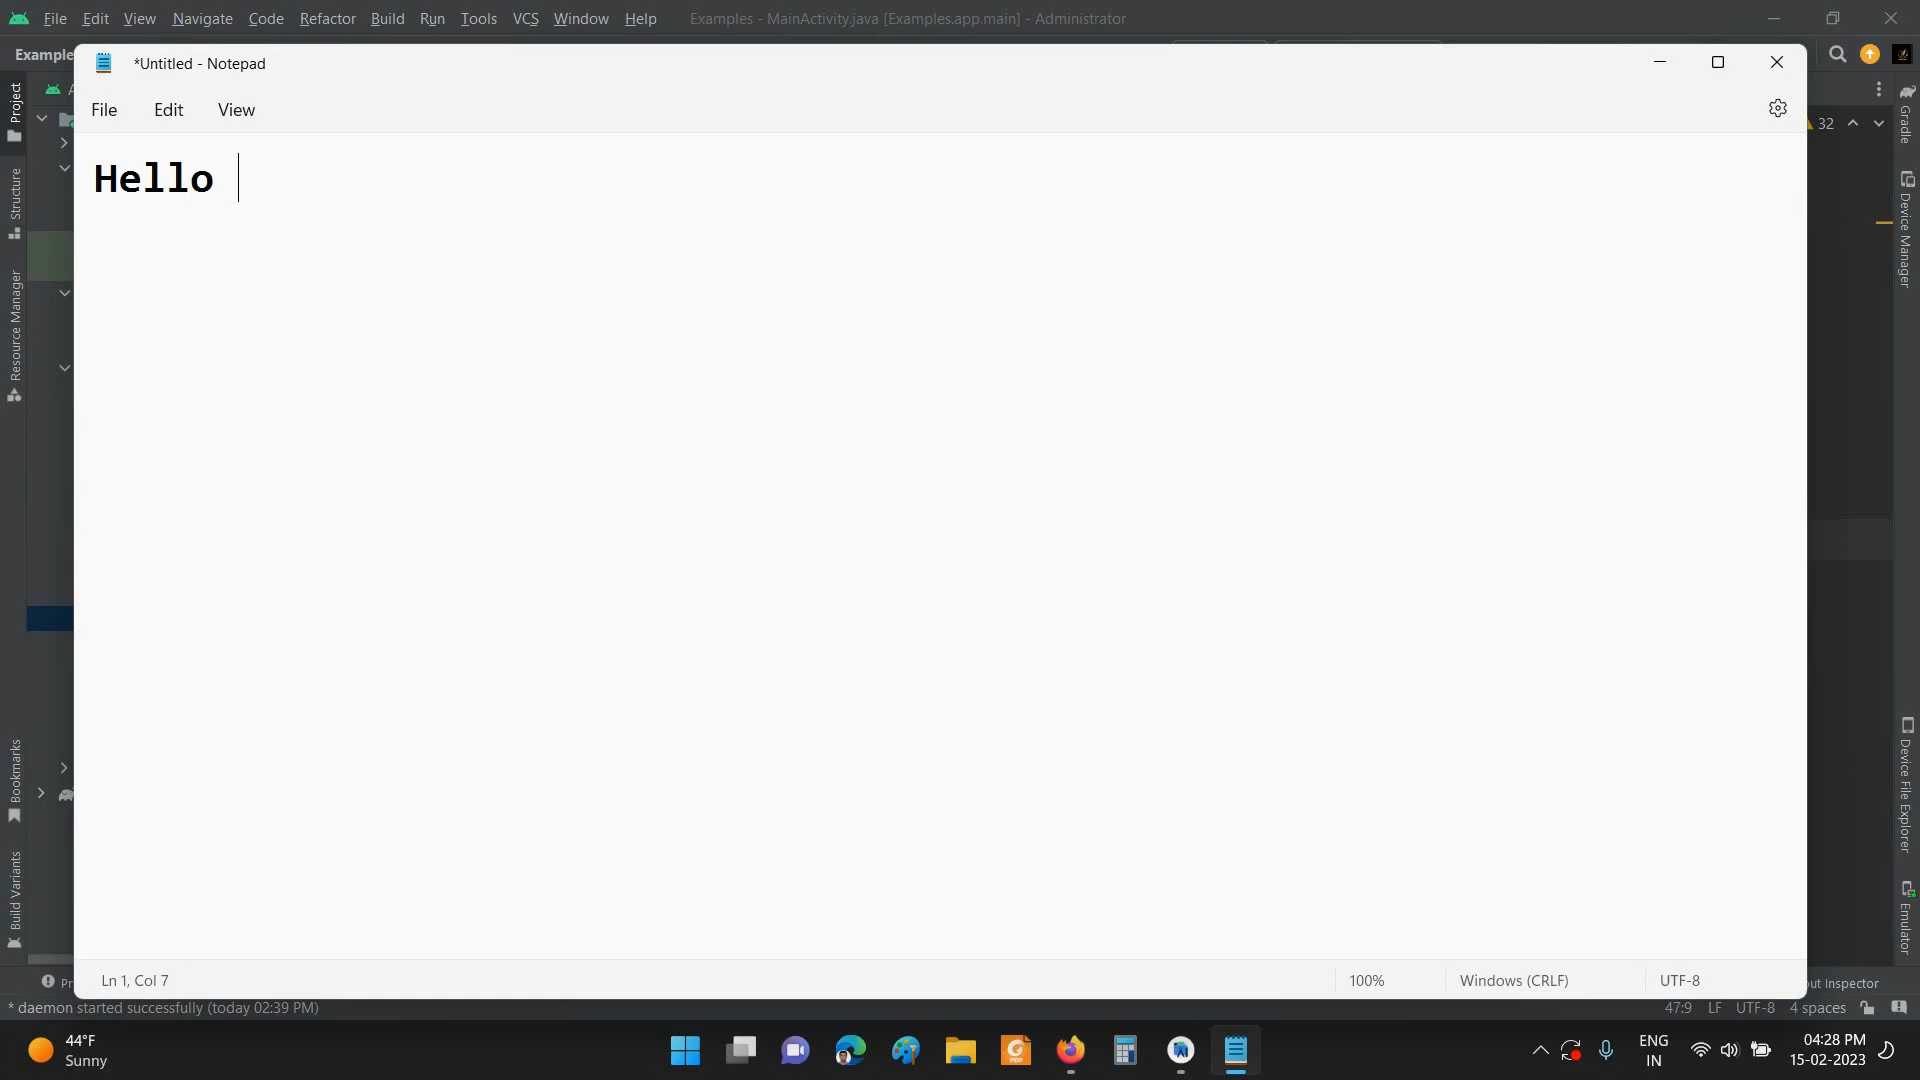 File Edit View Navigate Code Refactor Build Run Tools VCS Window Help Examples - MainActivity.java [Examples.app.main] - Administrator
Example
*Untitled - Notepad
File Edit View
32
Hello
Project
Structure
Resource Manager
Bookmarks
Build Variants
Gradle
Device Manager
Device File Explorer
Emulator
Ln 1, Col 7 100% Windows (CRLF) UTF-8
Inspector
* daemon started successfully (today 02:39 PM) 47:9 LF UTF-8 4 spaces
44°F
Sunny
PDF
ENG
IN
04:28 PM
15-02-2023